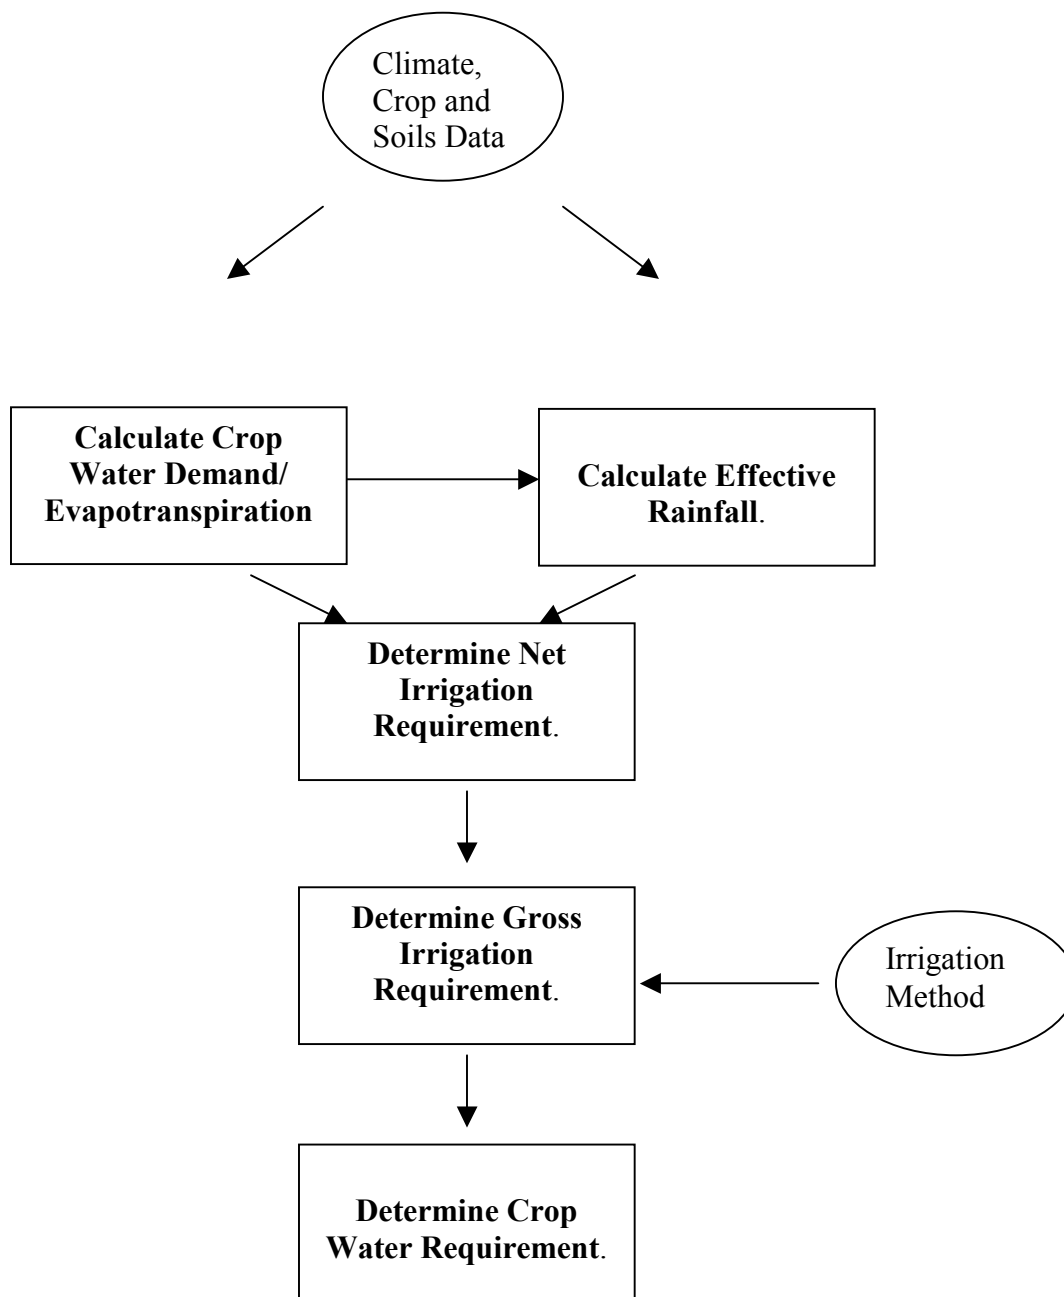 Climate,
Crop and
Soils Data
Calculate Crop
Water Demand/
Evapotranspiration
Calculate Effective
Rainfall.
Determine Net
Irrigation
Requirement.
Determine Gross
Irrigation
Requirement.
Irrigation
Method
Determine Crop
Water Requirement.